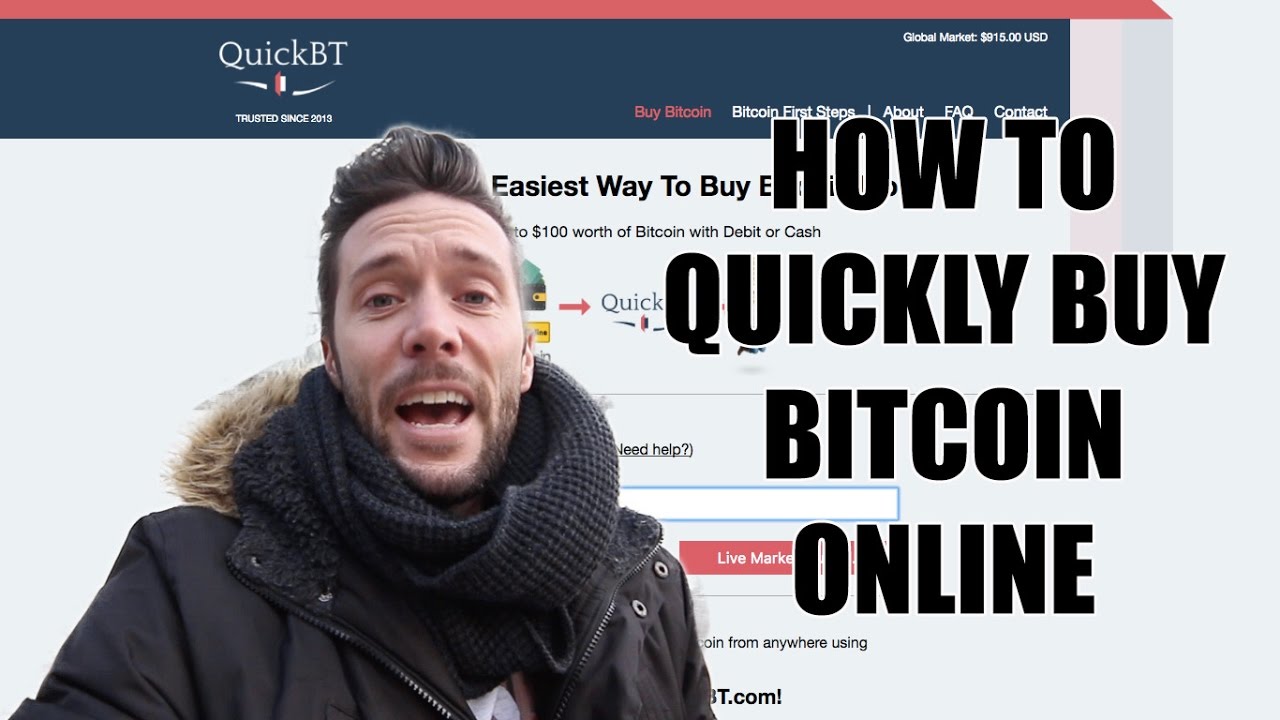 QuickBT
TRUSTED SINCE 2013
Global Market: $915.00 USD
Buy Bitcoin Bitcoin First Steps | About FAQ Contact
Easiest Way To Buy
to $100 worth of Bitcoin with Debit or Cash
HOW TO
QUICKLY BUY
BITCOIN
ONLINE
Need help?)
Live Marke
from anywhere using
BT.com!